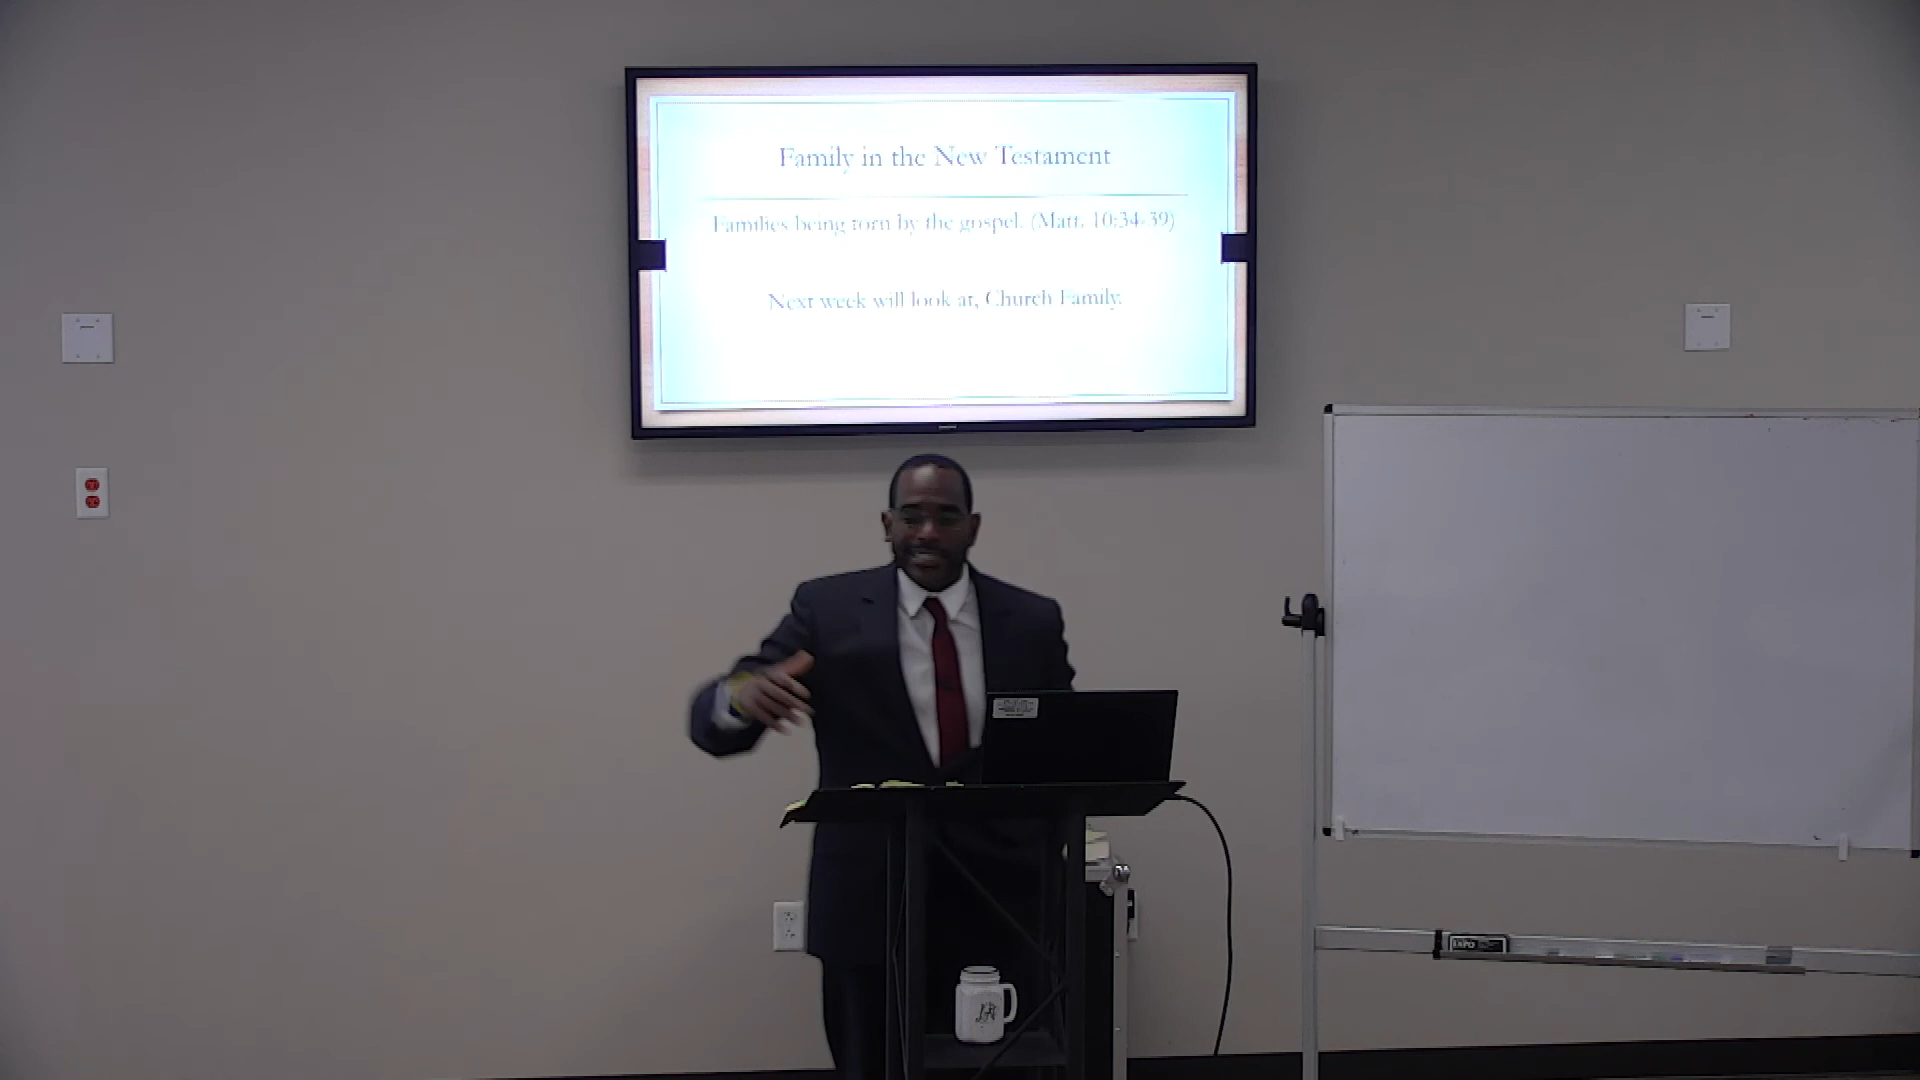 Family in the New Testament
Families being torn by the gospel. (Matt. 10:34-39)
Next week will look at, Church Family.
EXPO